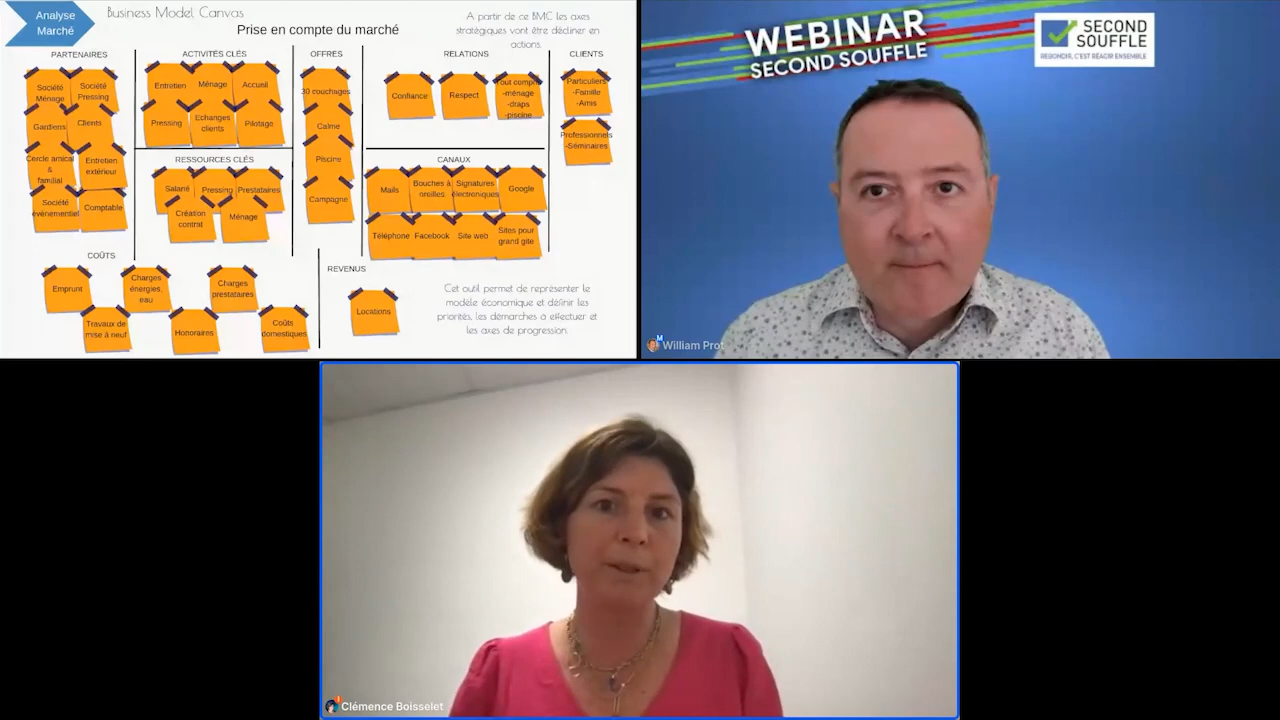 Analyse
Marché
Business Model Canvas
Prise en compte du marché
A partir de ce BMC les axes
stratégiques vont être décliner en
actions.
PARTENAIRES
ACTIVITÉS CLÉS
OFFRES
RELATIONS
CLIENTS
Société
Ménage
Société
Pressing
Gardiens
Clients
Cercle amical
&
familial
Entretien
extérieur
Société
évènementiel
Comptable
Entretien
Ménage
Accueil
Pressing
Echanges
clients
Pilotage
RESSOURCES CLÉS
Salarié
Pressing
Prestataires
Création
contrat
Ménage
30 couchages
Calme
Piscine
Campagne
Confiance
Respect
Tout compris
-ménage
-draps
-piscine
CANAUX
Mails
Bouches à
oreilles
Signatures
électroniques
Google
Téléphone
Facebook
Site web
Sites pour
grand gîte
Particuliers
-Famille
-Amis
Professionnels
-Séminaires
COÛTS
Emprunt
Charges
énergies,
eau
Charges
prestataires
Travaux de
mise à neuf
Honoraires
Coûts
domestiques
REVENUS
Locations
Cet outil permet de représenter le
modèle économique et définir les
priorités, les démarches à effectuer et
les axes de progression.
WEBINAR
SECOND SOUFFLE
SECOND
SOUFFLE
REBONDIR, C'EST RÉAGIR ENSEMBLE
William Prot
Clémence Boisselet